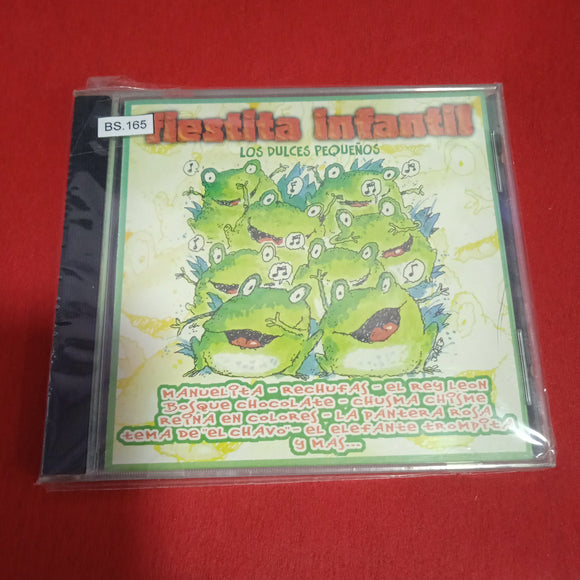 BS.165
fiestita infantil
LOS DULCES PEQUEÑOS
MANUELITA - RECHUFAS - EL REY LEON
BOSQUE CHOCOLATE - CHUSMA CHISME
REINA EN COLORES - LA PANTERA ROSA
TEMA DE "EL CHAVO" - EL ELEFANTE TROMPITA
Y MAS...